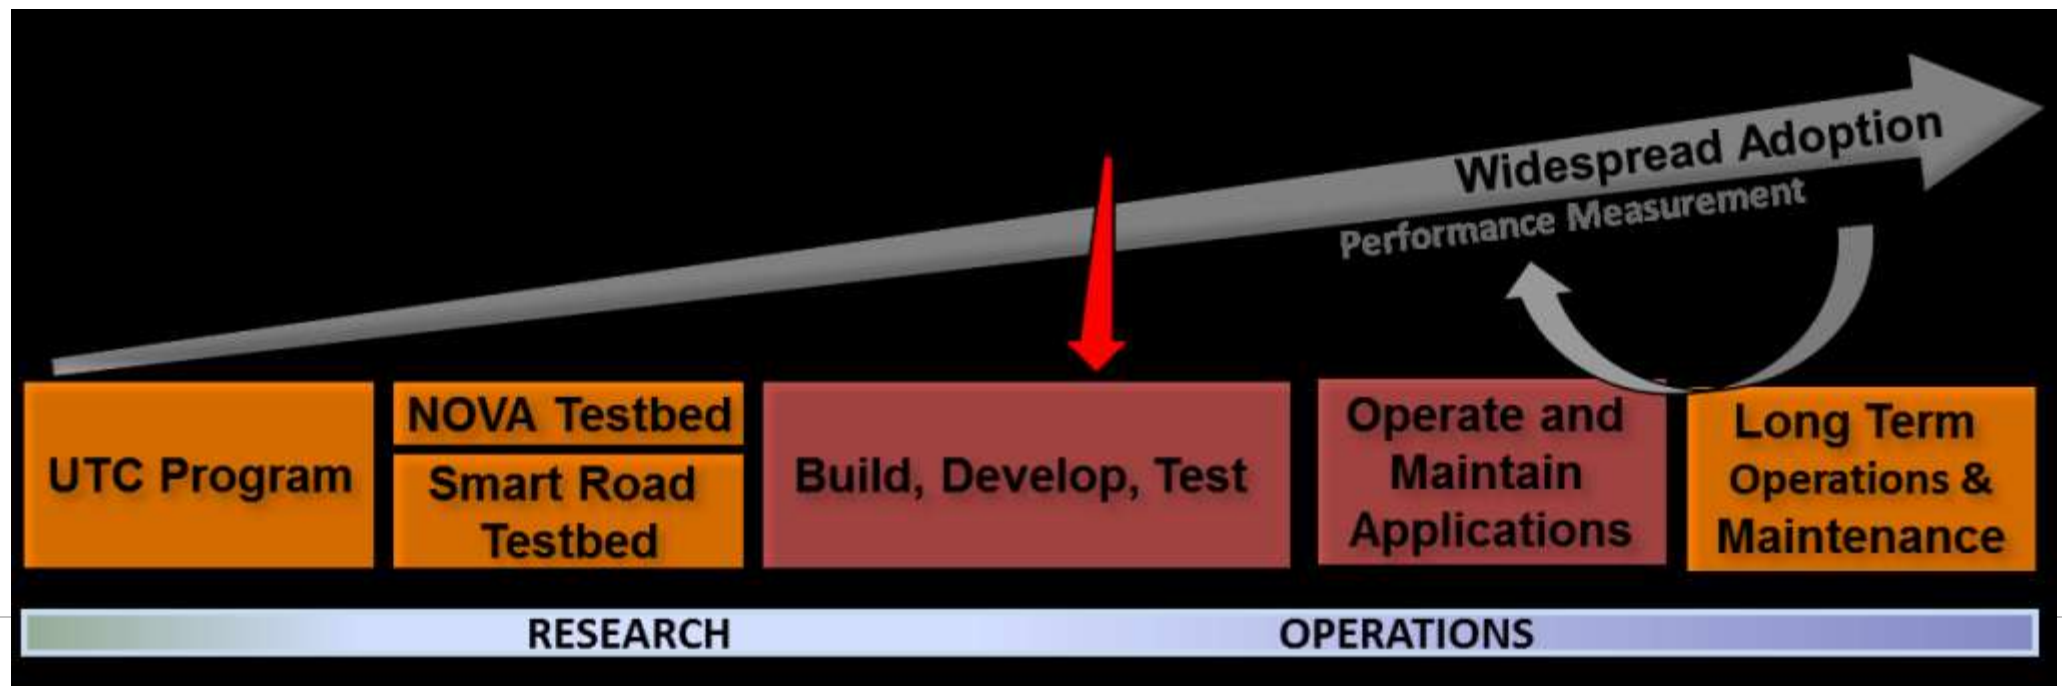 Widespread Adoption
Performance Measurement
UTC Program
NOVA Testbed
Smart Road
Testbed
Build, Develop, Test
Operate and
Maintain
Applications
Long Term
Operations &
Maintenance
RESEARCH
OPERATIONS